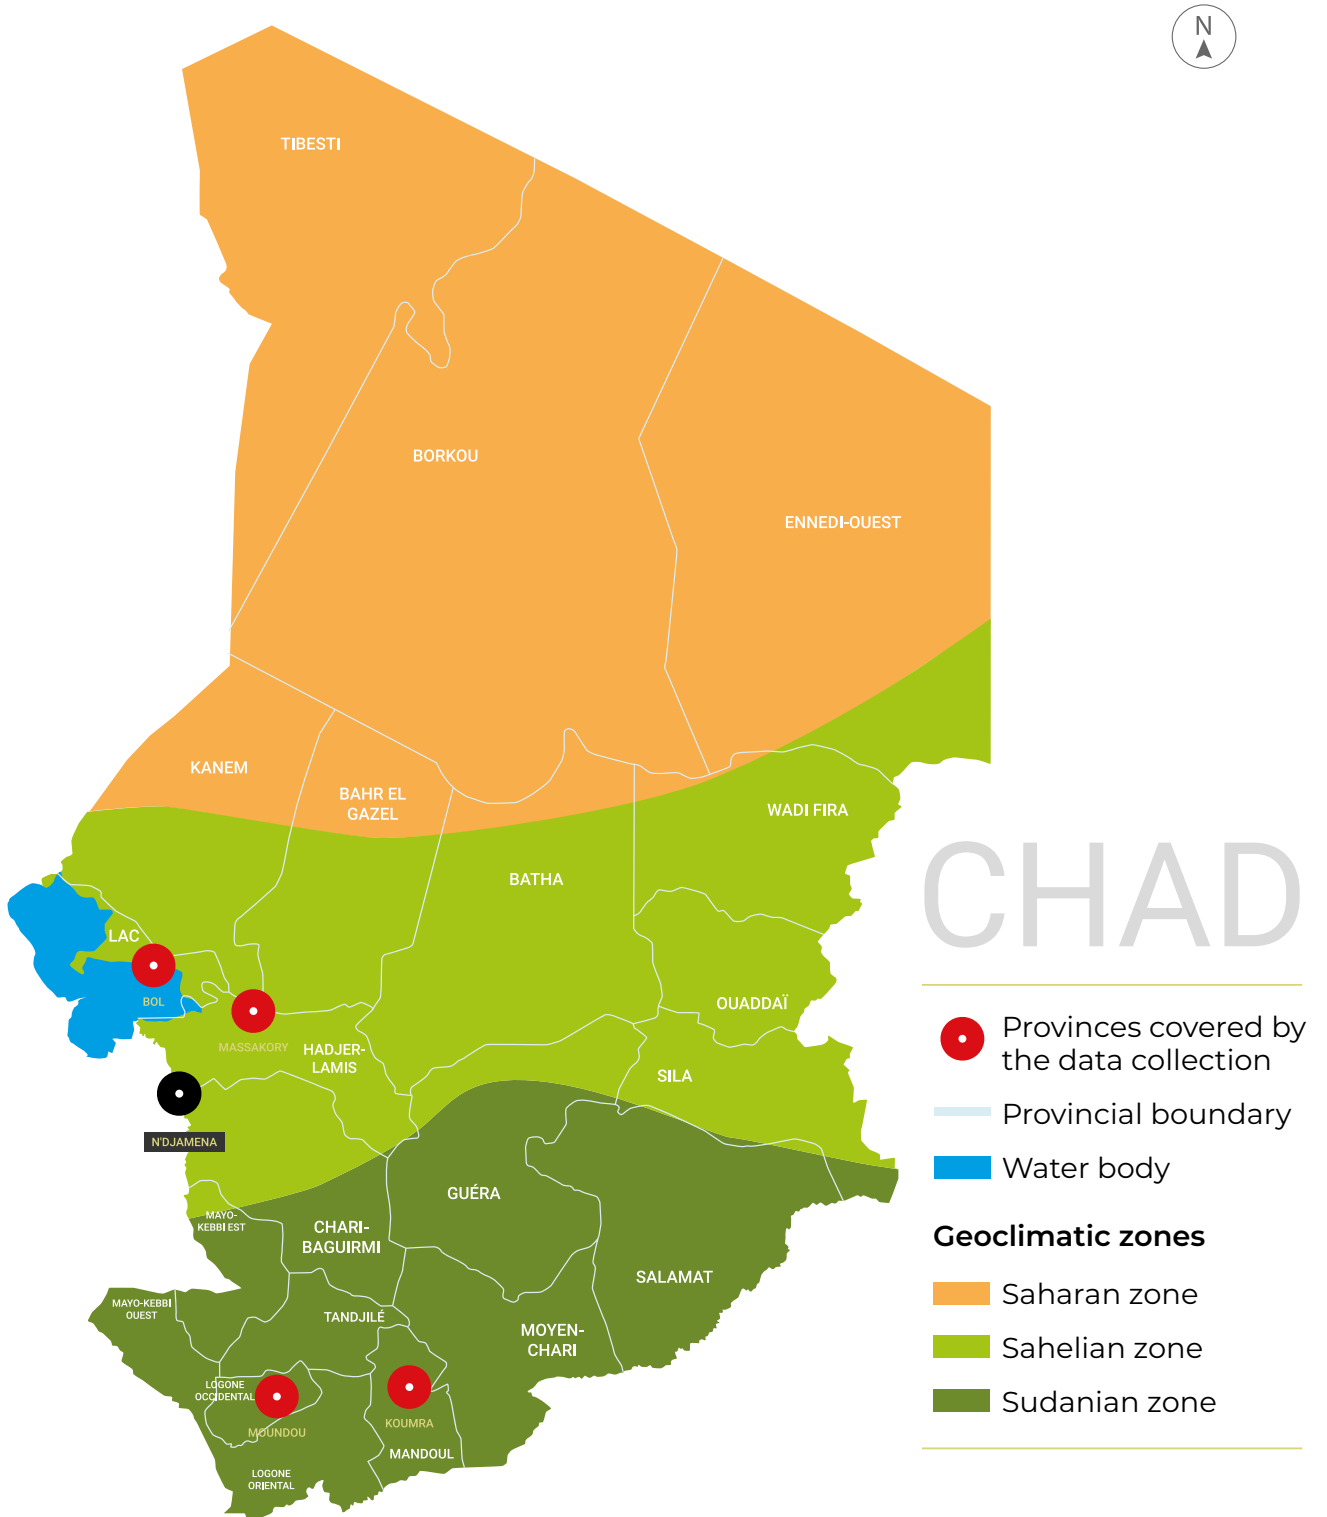 N
TIBESTI
BORKOU
ENNEDI-OUEST
KANEM
BAHR EL
GAZEL
WADI FIRA
BATHA
LAC
BOL
OUADDAÏ
MASSAKORY
HADJER-
LAMIS
SILA
N'DJAMENA
GUÉRA
MAYO-
KEBBI EST
CHARI-
BAGUIRMI
SALAMAT
MAYO-KEBBI
OUEST
TANDJILÉ
MOYEN-
CHARI
LOGONE
OCCIDENTAL
MOUNDOU
KOUMRA
MANDOUL
LOGONE
ORIENTAL
CHAD
Provinces covered by
the data collection
Provincial boundary
Water body
Geoclimatic zones
Saharan zone
Sahelian zone
Sudanian zone